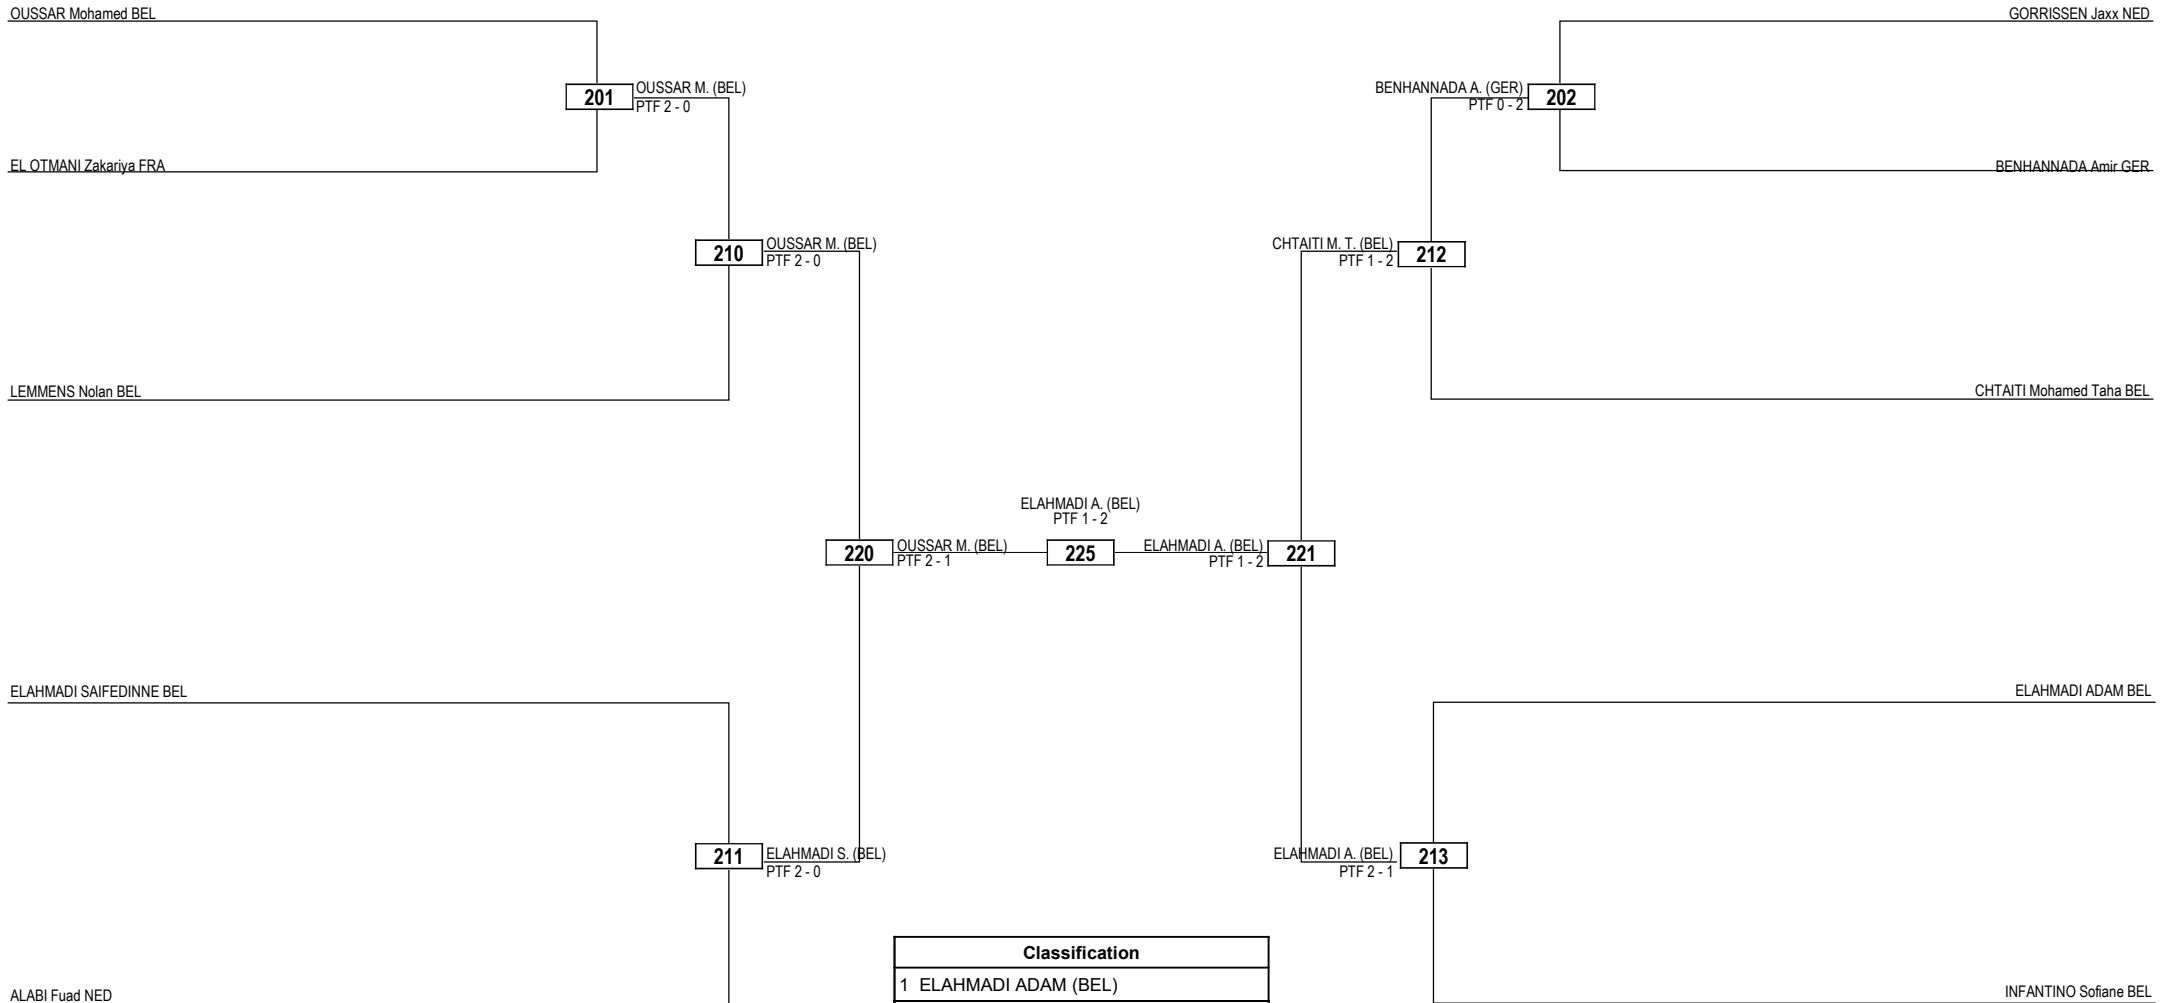 OUSSAR Mohamed BEL
GORRISSEN Jaxx NED
201
OUSSAR M. (BEL)
PTF 2 - 0
BENHANNADA A. (GER)
PTF 0 - 2
202
EL OTMANI Zakariya FRA
BENHANNADA Amir GER
210
OUSSAR M. (BEL)
PTF 2 - 0
CHTAITI M. T. (BEL)
PTF 1 - 2
212
LEMMENS Nolan BEL
CHTAITI Mohamed Taha BEL
ELAHMADI A. (BEL)
PTF 1 - 2
220
OUSSAR M. (BEL)
PTF 2 - 1
225
ELAHMADI A. (BEL)
PTF 1 - 2
221
ELAHMADI SAIFEDINNE BEL
ELAHMADI ADAM BEL
211
ELAHMADI S. (BEL)
PTF 2 - 0
ELAHMADI A. (BEL)
PTF 2 - 1
213
Classification
1 ELAHMADI ADAM (BEL)
ALABI Fuad NED
INFANTINO Sofiane BEL